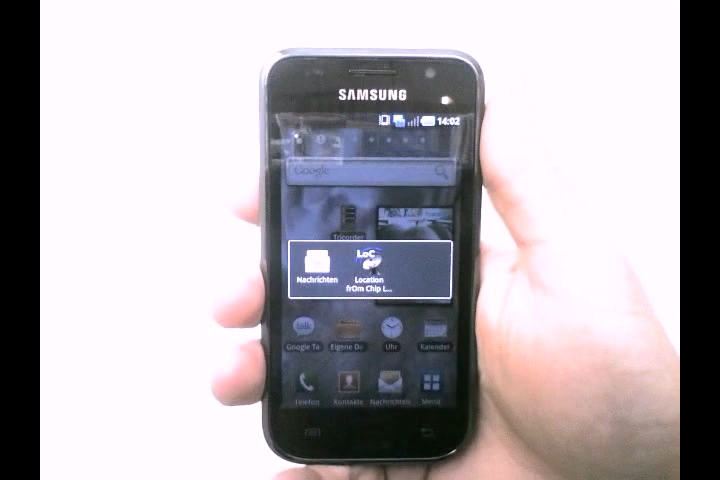 SAMSUNG
14:02
Google
Tricorder
Nachrichten
Location
frOm Chip L...
LoC
talk
Google Ta
Eigene Da
Uhr
Kalender
Telefon
Kontakte
Nachrichten
Menü